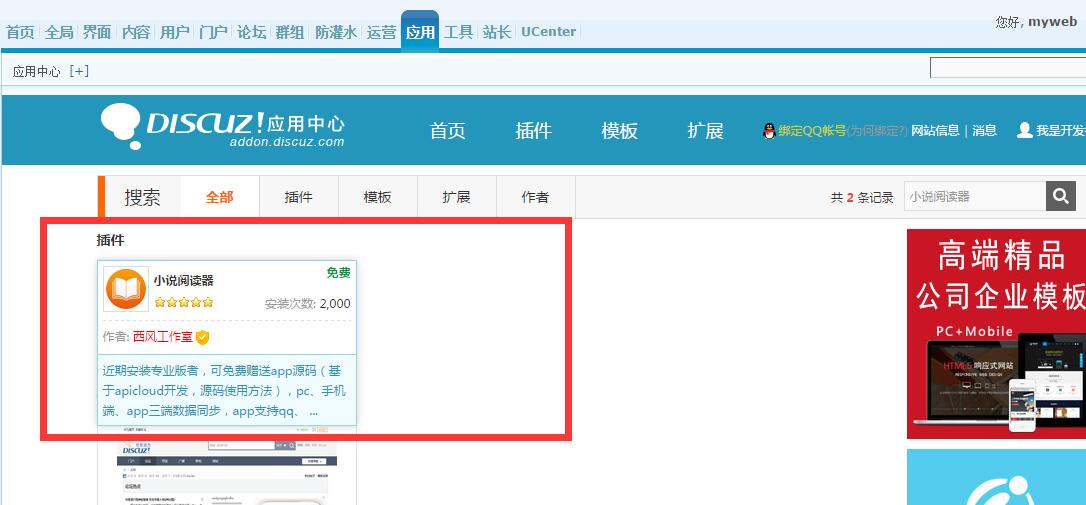 首页 全局 界面 内容 用户 门户 论坛 群组 防灌水 运营 应用 工具 站长 UCenter
您好, myweb
应用中心 [+]
DISCUZ! 应用中心
addon.discuz.com
首页 插件 模板 扩展
绑定QQ帐号(为何绑定?) 网站信息 | 消息 我是开发
搜索 全部 插件 模板 扩展 作者
共 2 条记录 小说阅读器
插件
小说阅读器 免费
安装次数: 2,000
作者: 西风工作室
近期安装专业版者，可免费赠送app源码（基
于apicloud开发，源码使用方法），pc、手机
端、app三端数据同步，app支持qq、 ...
DISCUZ!
高端精品
公司企业模板
PC+Mobile
HTML5 响应式网站
RESPONSIVE WEB DESIGN